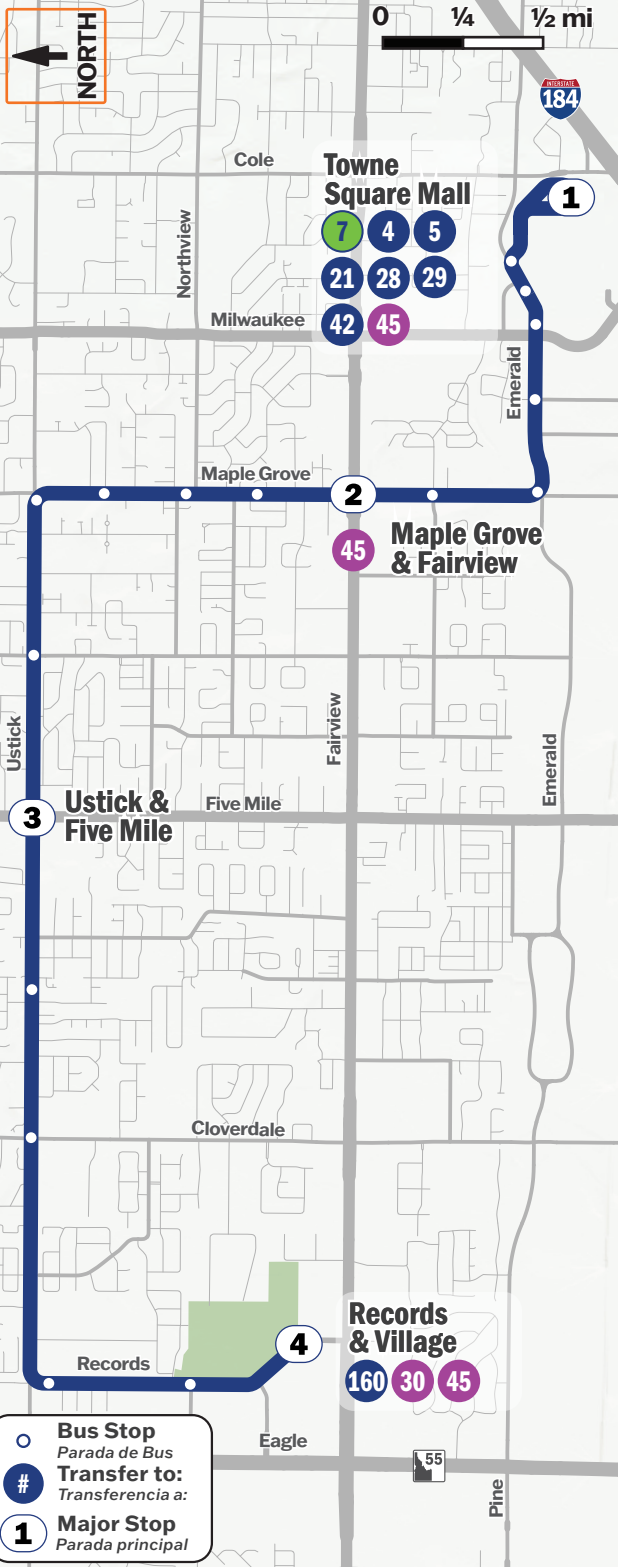 NORTH
0 ¼ ½ mi
INTERSTATE
184
Cole
Towne
Square Mall
7 4 5
21 28 29
42 45
1
Northview
Milwaukee
Emerald
Maple Grove
2
45
Maple Grove
& Fairview
Ustick
Fairview
Emerald
3
Ustick &
Five Mile
Five Mile
Cloverdale
4
Records
& Village
160 30 45
Records
Eagle
55
Pine
Bus Stop
Parada de Bus
#
Transfer to:
Transferencia a:
1
Major Stop
Parada principal